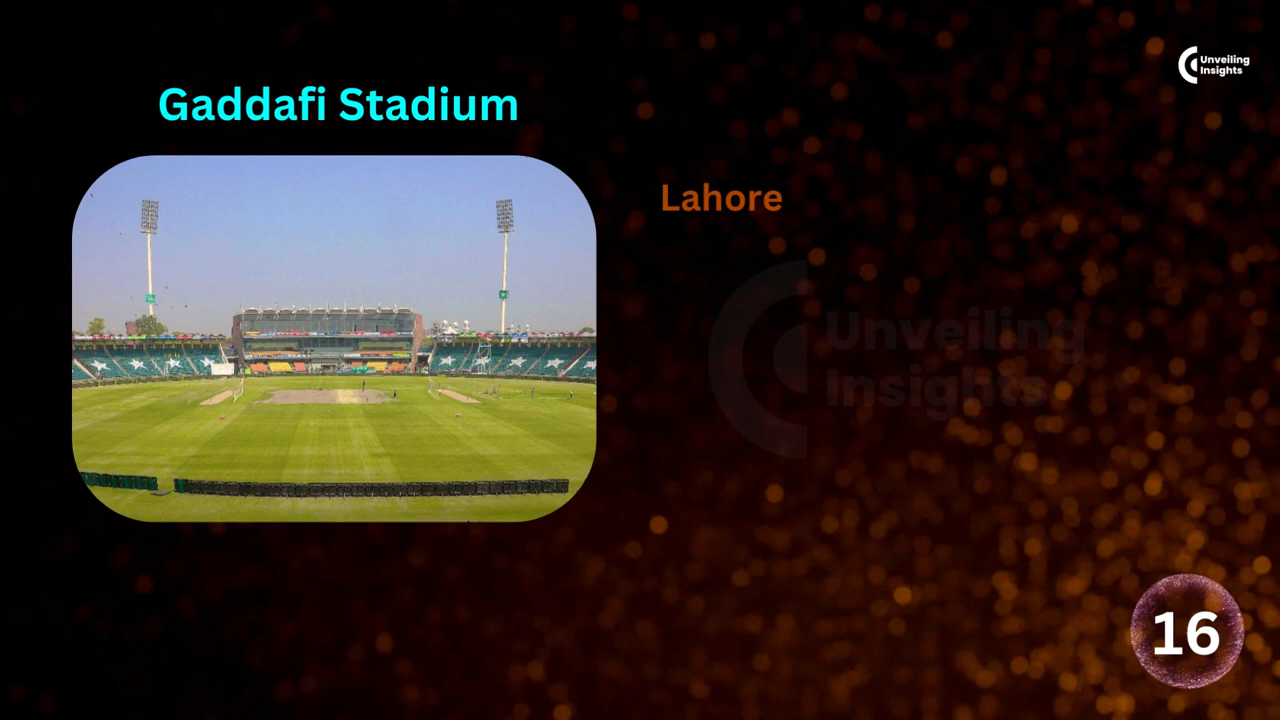 Unveiling
Insights
Gaddafi Stadium
Lahore
Unveiling
Insights
16